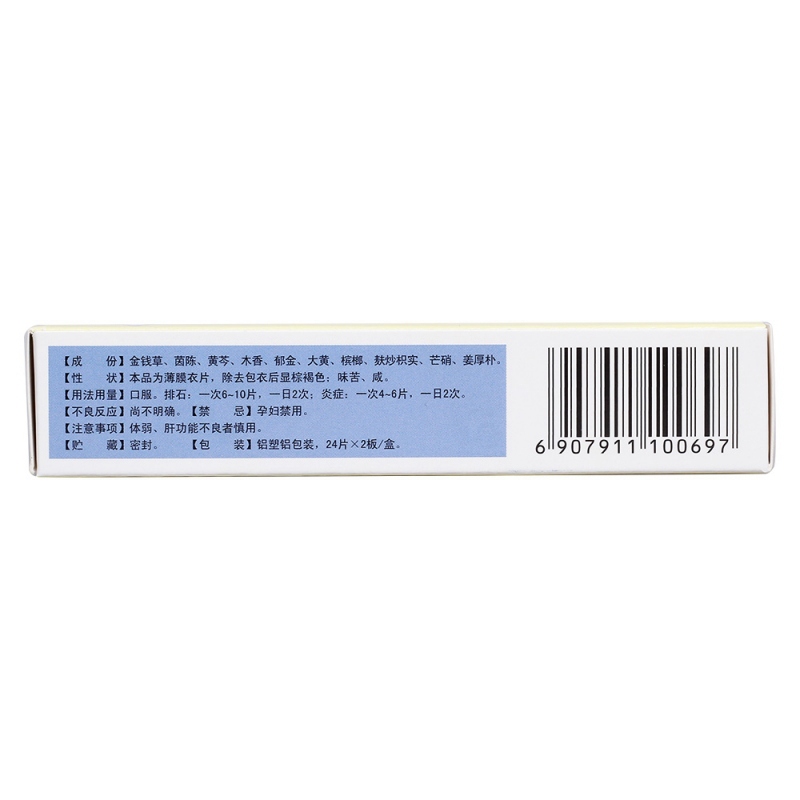 【成　份】金钱草、茵陈、黄芩、木香、郁金、大黄、槟榔、麸炒枳实、芒硝、姜厚朴。
【性　状】本品为薄膜衣片，除去包衣后显棕褐色；味苦、咸。
【用法用量】口服。排石：一次6~10片，一日2次；炎症：一次4~6片，一日2次。
【不良反应】尚不明确。【禁　忌】孕妇禁用。
【注意事项】体弱、肝功能不良者慎用。
【贮　藏】密封。　【包　装】铝塑铝包装，24片×2板/盒。
6 907911 100697